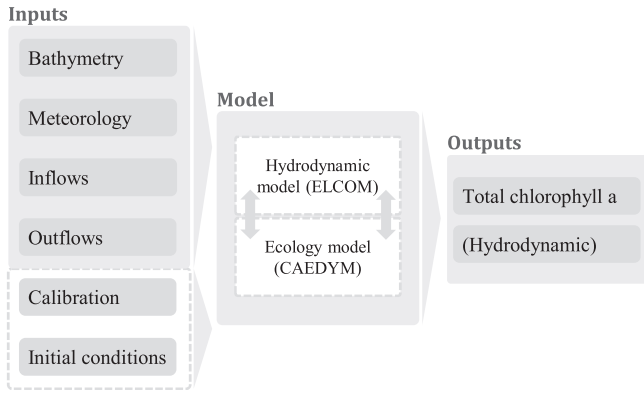 Inputs
Bathymetry
Meteorology
Inflows
Outflows
Calibration
Initial conditions
Model
Hydrodynamic
model (ELCOM)
Ecology model
(CAEDYM)
Outputs
Total chlorophyll a
(Hydrodynamic)